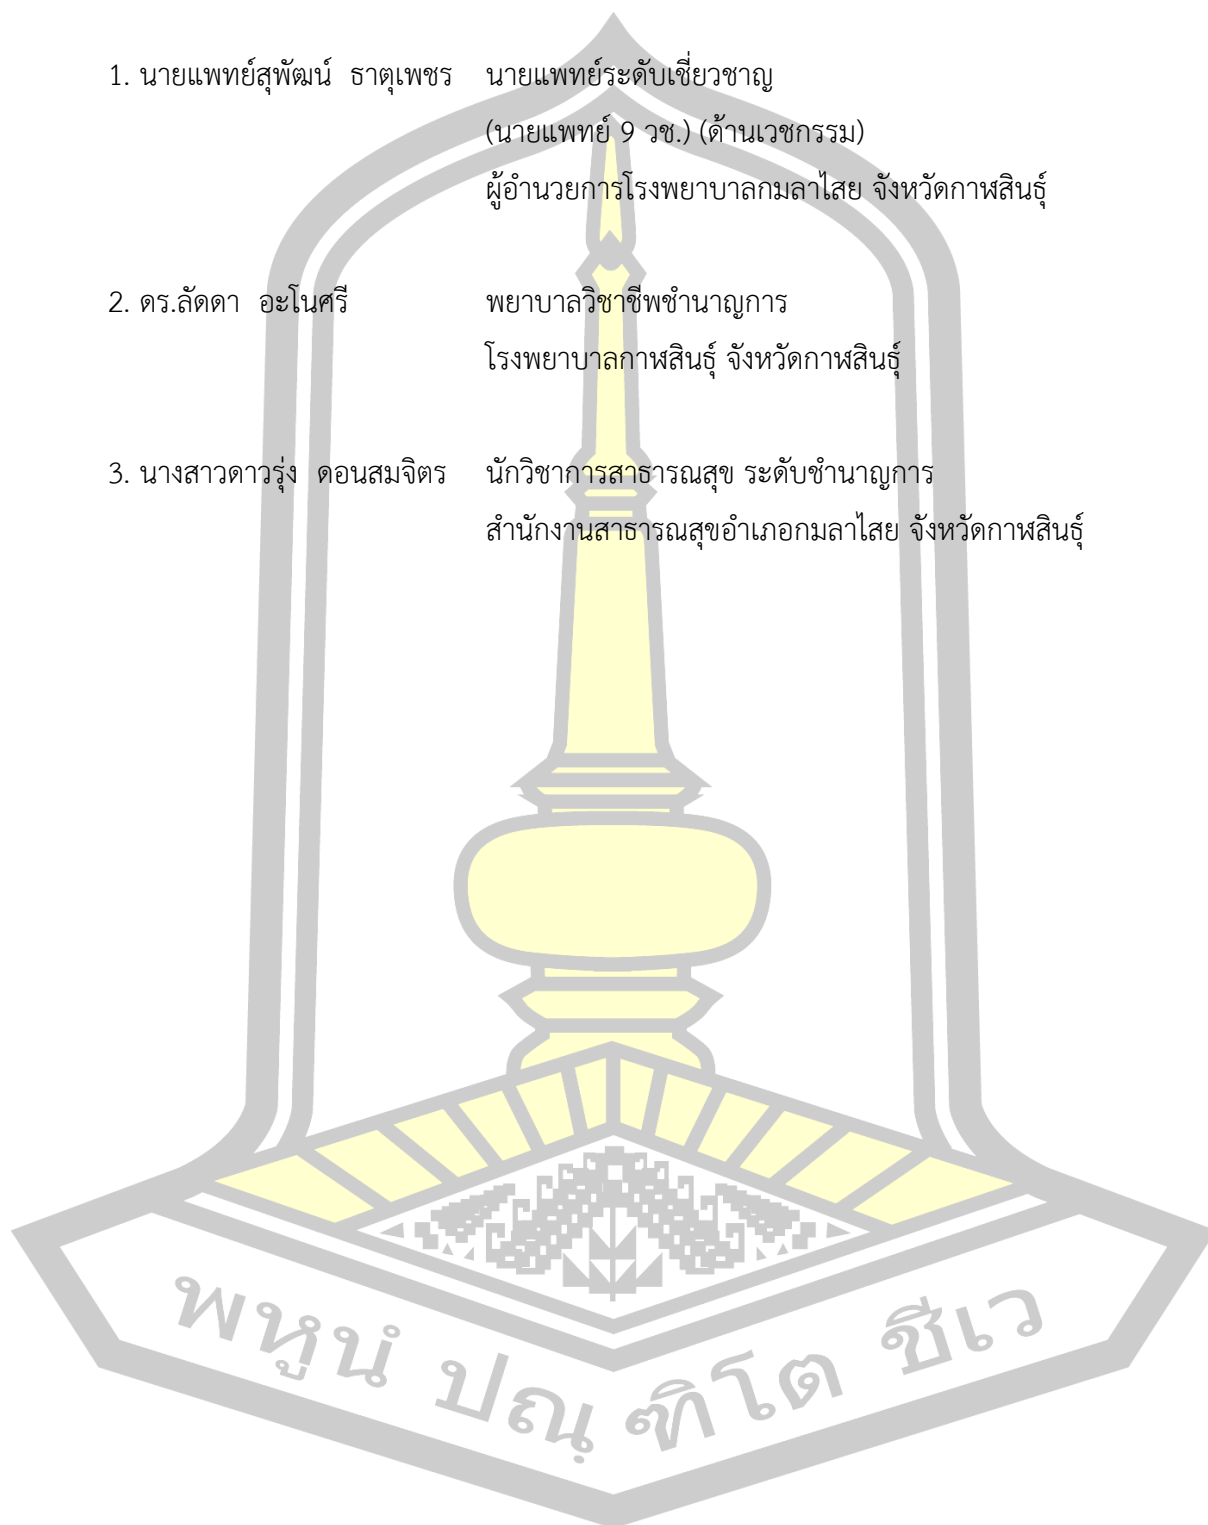 1. นายแพทย์สุพัฒน์ ธาตุเพชร นายแพทย์ระดับเชี่ยวชาญ
(นายแพทย์ 9 วช.) (ด้านเวชกรรม)
ผู้อำนวยการโรงพยาบาลกมลาไสย จังหวัดกาฬสินธุ์
2. ดร.ลัดดา อะโนศรี พยาบาลวิชาชีพชำนาญการ
โรงพยาบาลกาฬสินธุ์ จังหวัดกาฬสินธุ์
3. นางสาวดาวรุ่ง ดอนสมจิตร นักวิชาการสาธารณสุข ระดับชำนาญการ
สำนักงานสาธารณสุขอำเภอกมลาไสย จังหวัดกาฬสินธุ์
พหูนํ ปณฺ ฑิโต ชีเว